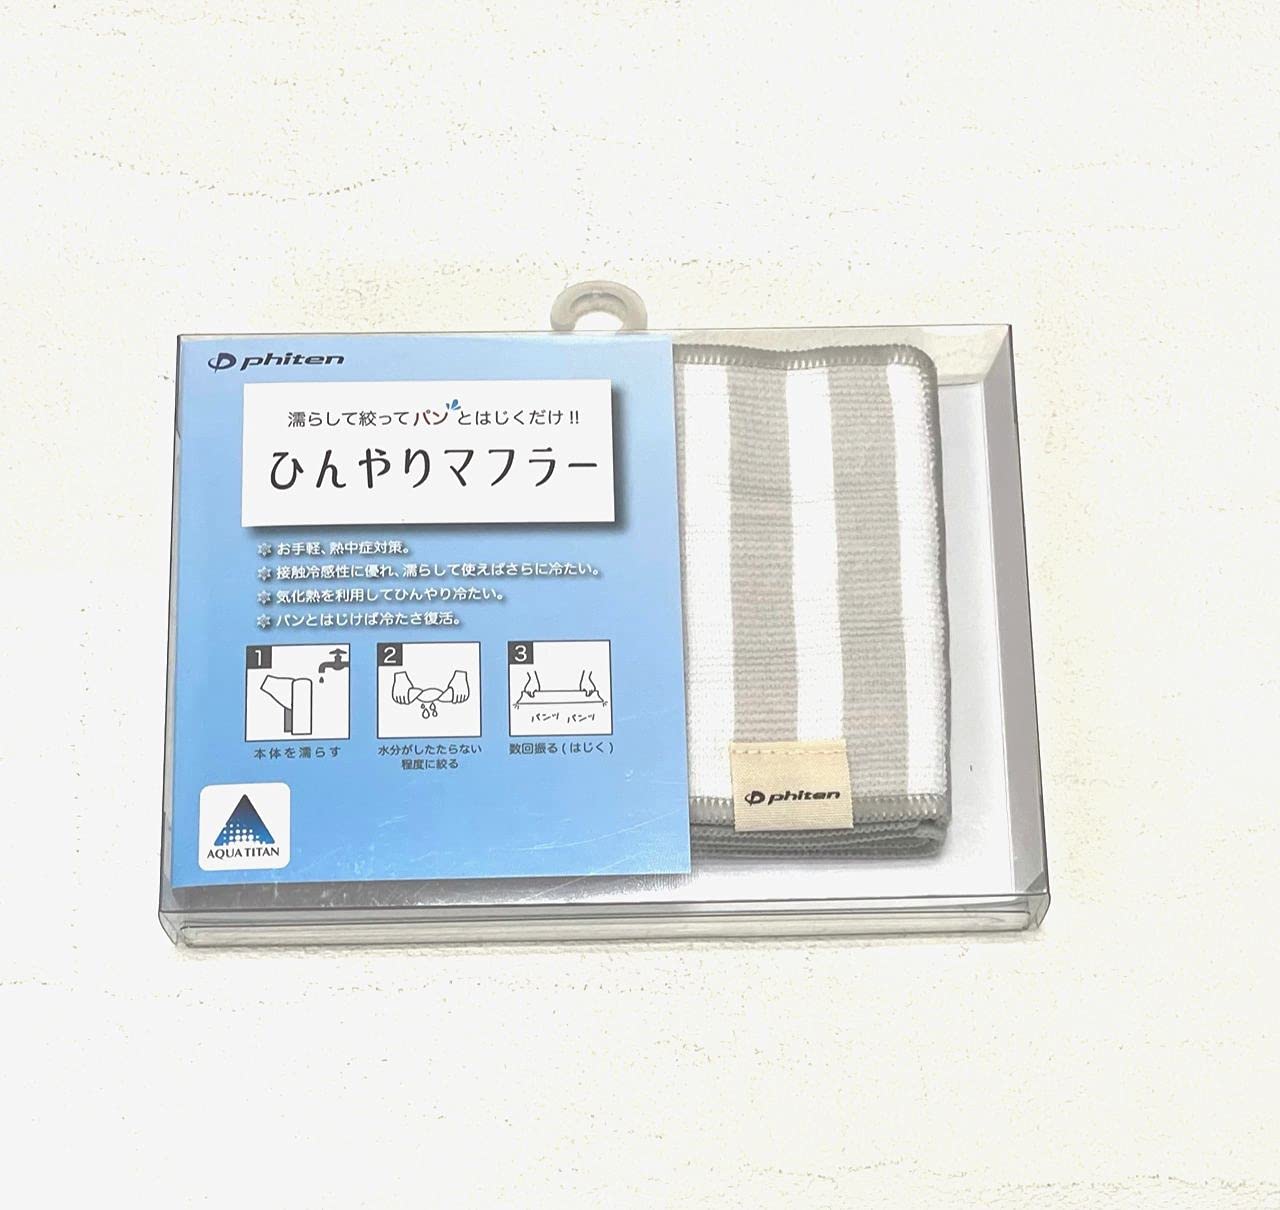 phiten
濡らして絞ってパンとはじくだけ!!
ひんやりマフラー
お手軽、熱中症対策。
接触冷感性に優れ、濡らして使えばさらに冷たい。
気化熱を利用してひんやり冷たい。
パンとはじけば冷たさ復活。
1
2
3
パンッ パンッ
本体を濡らす
水分がしたたらない
程度に絞る
数回振る(はじく)
AQUA TITAN
phiten